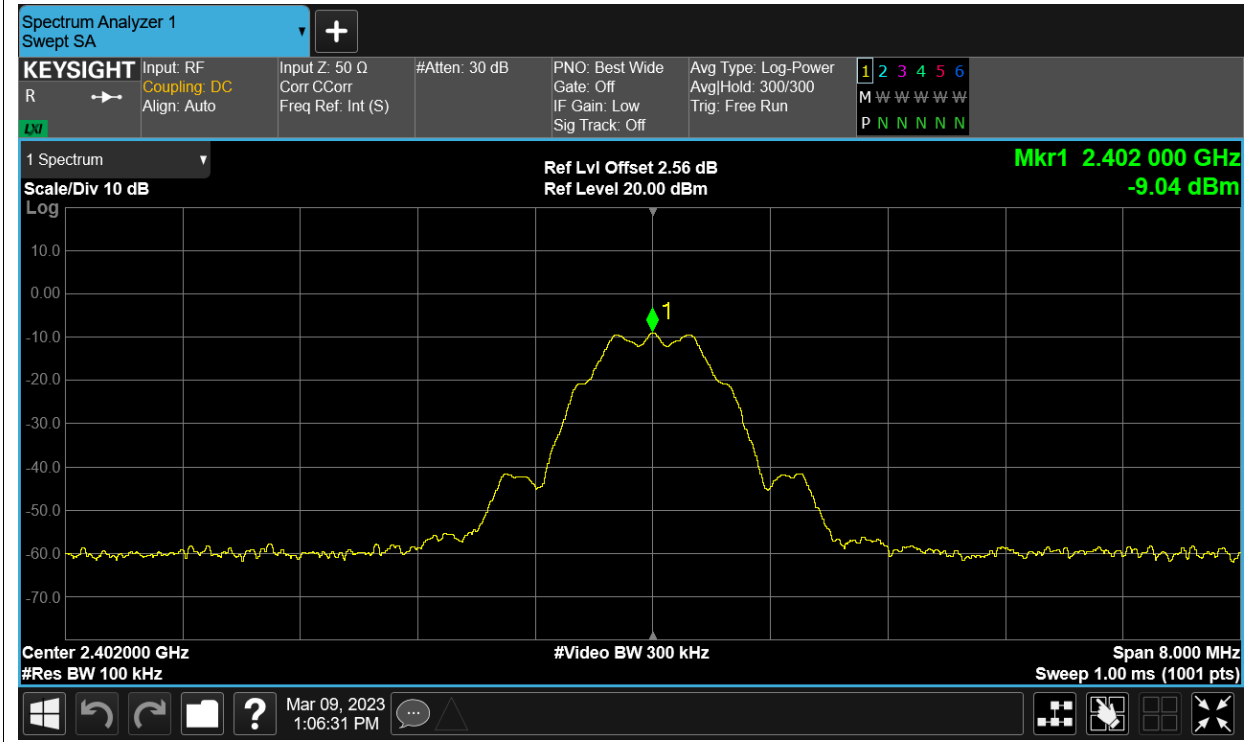 Spectrum Analyzer 1
Swept SA
KEYSIGHT
R
LXI
Input: RF
Coupling: DC
Align: Auto
Input Z: 50 Ω
Corr CCorr
Freq Ref: Int (S)
#Atten: 30 dB
PNO: Best Wide
Gate: Off
IF Gain: Low
Sig Track: Off
Avg Type: Log-Power
Avg|Hold: 300/300
Trig: Free Run
1 2 3 4 5 6
M W W W W W
P N N N N N
1 Spectrum
Scale/Div 10 dB
Ref Lvl Offset 2.56 dB
Ref Level 20.00 dBm
Mkr1 2.402 000 GHz
-9.04 dBm
Log
10.0
0.00
-10.0
-20.0
-30.0
-40.0
-50.0
-60.0
-70.0
1
Center 2.402000 GHz
#Res BW 100 kHz
#Video BW 300 kHz
Span 8.000 MHz
Sweep 1.00 ms (1001 pts)
?
Mar 09, 2023
1:06:31 PM